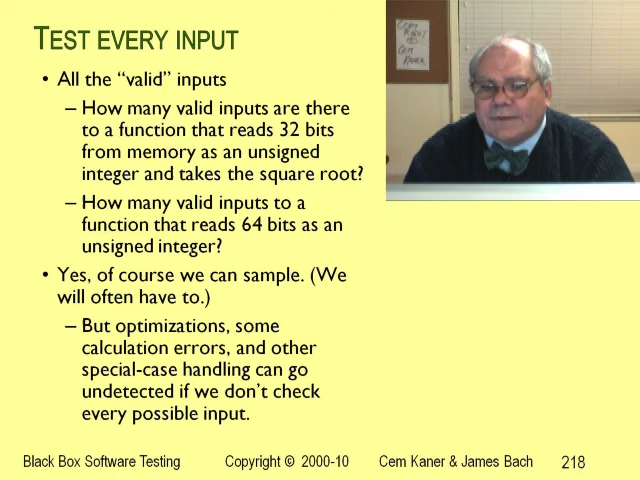 TEST EVERY INPUT
• All the “valid” inputs
– How many valid inputs are there
to a function that reads 32 bits
from memory as an unsigned
integer and takes the square root?
– How many valid inputs to a
function that reads 64 bits as an
unsigned integer?
• Yes, of course we can sample. (We
will often have to.)
– But optimizations, some
calculation errors, and other
special-case handling can go
undetected if we don’t check
every possible input.
CEM
KANER
Black Box Software Testing Copyright © 2000-10 Cem Kaner & James Bach 218